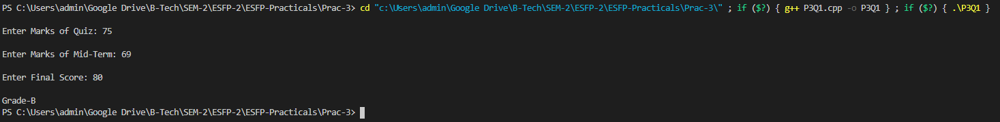 PS C:\Users\admin\Google Drive\B-Tech\SEM-2\ESFP-2\ESFP-Practicals\Prac-3> cd "c:\Users\admin\Google Drive\B-Tech\SEM-2\ESFP-2\ESFP-Practicals\Prac-3\" ; if ($?) { g++ P3Q1.cpp -o P3Q1 } ; if ($?) { .\P3Q1 }
Enter Marks of Quiz: 75
Enter Marks of Mid-Term: 69
Enter Final Score: 80
Grade-B
PS C:\Users\admin\Google Drive\B-Tech\SEM-2\ESFP-2\ESFP-Practicals\Prac-3>